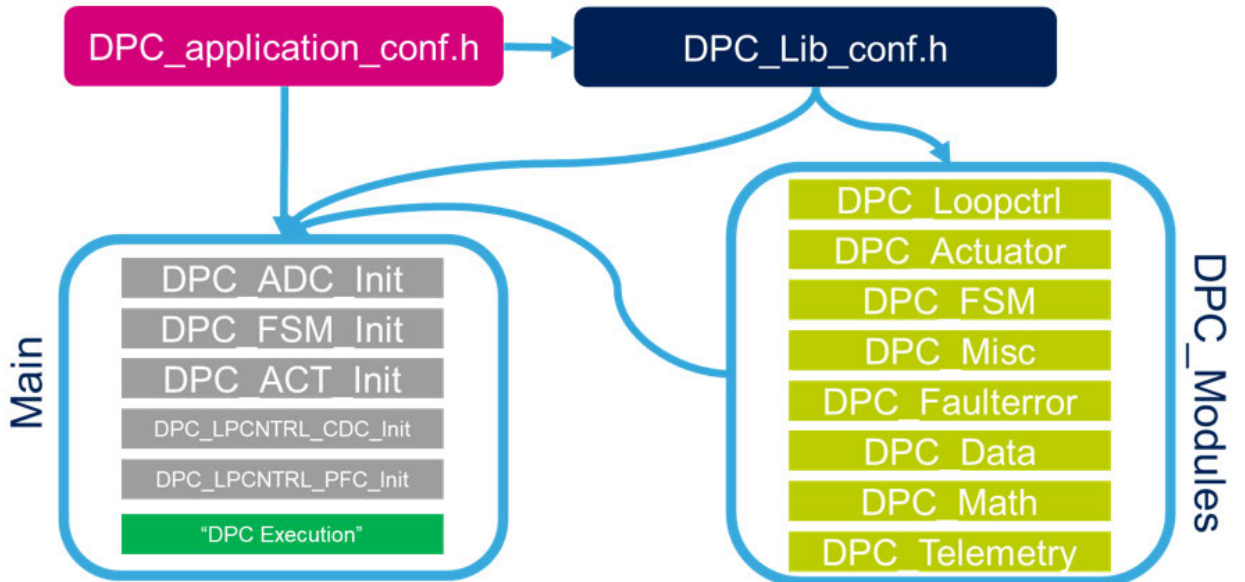 DPC_application_conf.h
DPC_Lib_conf.h
Main
DPC_ADC_Init
DPC_FSM_Init
DPC_ACT_Init
DPC_LPCNTRL_CDC_Init
DPC_LPCNTRL_PFC_Init
“DPC Execution”
DPC_Loopctrl
DPC_Actuator
DPC_FSM
DPC_Misc
DPC_Faulterror
DPC_Data
DPC_Math
DPC_Telemetry
DPC_Modules